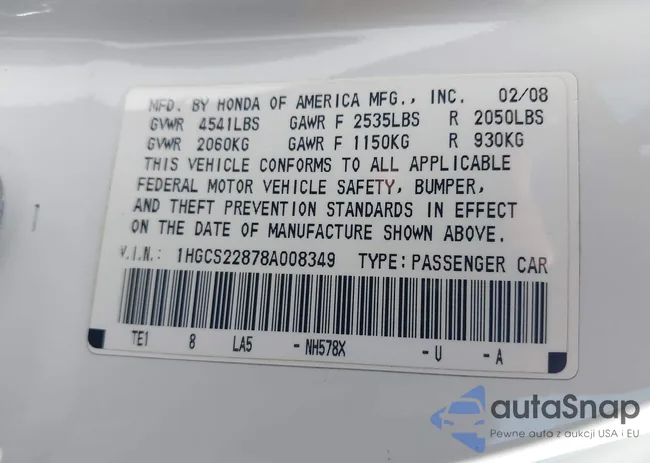 MFD. BY HONDA OF AMERICA MFG., INC. 02/08
GVWR 4541LBS GAWR F 2535LBS R 2050LBS
GVWR 2060KG GAWR F 1150KG R 930KG
THIS VEHICLE CONFORMS TO ALL APPLICABLE
FEDERAL MOTOR VEHICLE SAFETY, BUMPER,
AND THEFT PREVENTION STANDARDS IN EFFECT
ON THE DATE OF MANUFACTURE SHOWN ABOVE.
V.I.N.: 1HGCS22878A008349 TYPE: PASSENGER CAR
TE1 8 LA5 -NH578X -U -A
autaSnap
Pewne auto z aukcji USA i EU